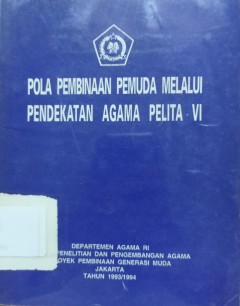 POLA PEMBINAAN PEMUDA MELALUI
PENDEKATAN AGAMA PELITA VI
DEPARTEMEN AGAMA RI
PENELITIAN DAN PENGEMBANGAN AGAMA
OYEK PEMBINAAN GENERASI MUDA
JAKARTA
TAHUN 1993/1994